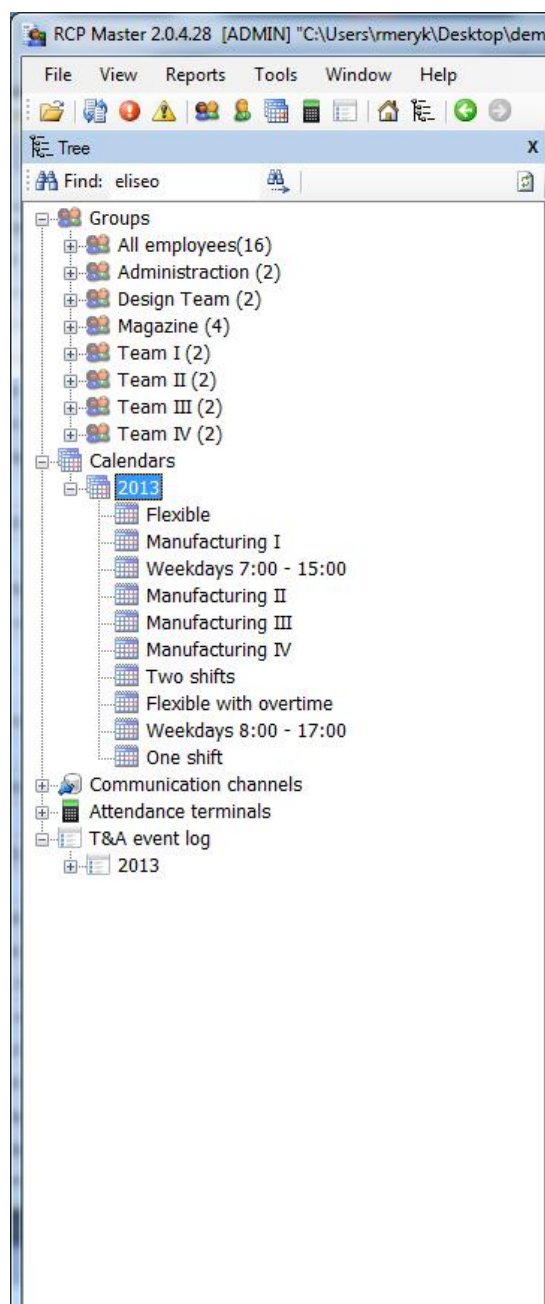 RCP Master 2.0.4.28 [ADMIN] "C:\Users\rmeryk\Desktop\dem
File View Reports Tools Window Help
Tree X
Find: eliseo
Groups
All employees(16)
Administraction (2)
Design Team (2)
Magazine (4)
Team I (2)
Team II (2)
Team III (2)
Team IV (2)
Calendars
2013
Flexible
Manufacturing I
Weekdays 7:00 - 15:00
Manufacturing II
Manufacturing III
Manufacturing IV
Two shifts
Flexible with overtime
Weekdays 8:00 - 17:00
One shift
Communication channels
Attendance terminals
T&A event log
2013